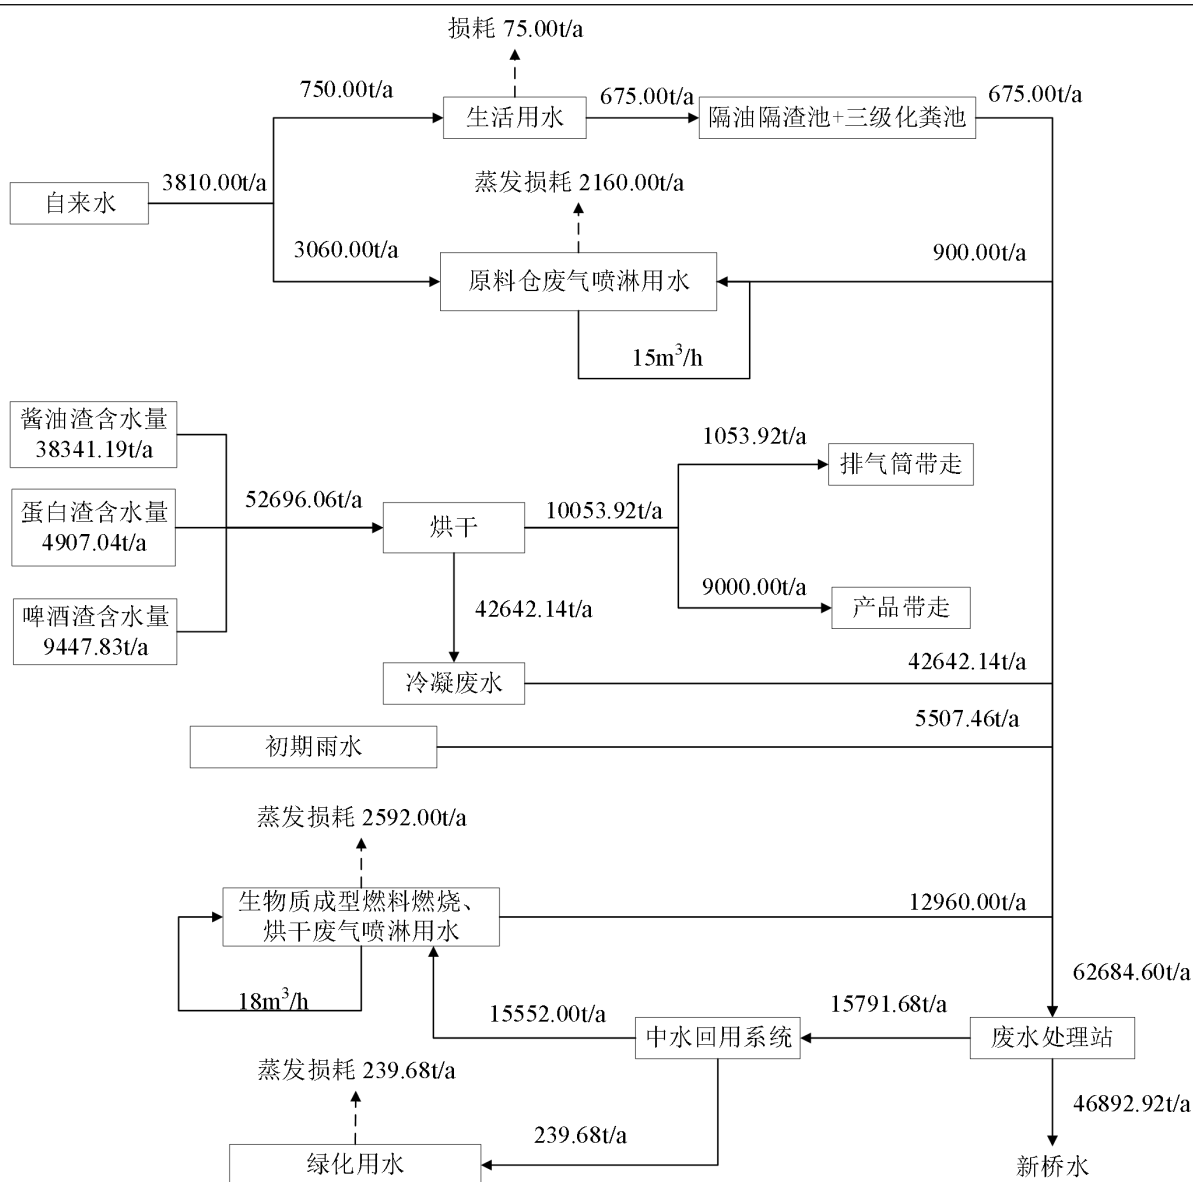 损耗 75.00t/a
750.00t/a
生活用水
675.00t/a
隔油隔渣池+三级化粪池
675.00t/a
自来水
3810.00t/a
蒸发损耗 2160.00t/a
3060.00t/a
原料仓废气喷淋用水
900.00t/a
15m³/h
酱油渣含水量
38341.19t/a
蛋白渣含水量
4907.04t/a
啤酒渣含水量
9447.83t/a
52696.06t/a
烘干
10053.92t/a
1053.92t/a
排气筒带走
9000.00t/a
产品带走
42642.14t/a
冷凝废水
42642.14t/a
初期雨水
5507.46t/a
蒸发损耗 2592.00t/a
生物质成型燃料燃烧、
烘干废气喷淋用水
12960.00t/a
18m³/h
15552.00t/a
中水回用系统
15791.68t/a
62684.60t/a
废水处理站
46892.92t/a
新桥水
蒸发损耗 239.68t/a
239.68t/a
绿化用水